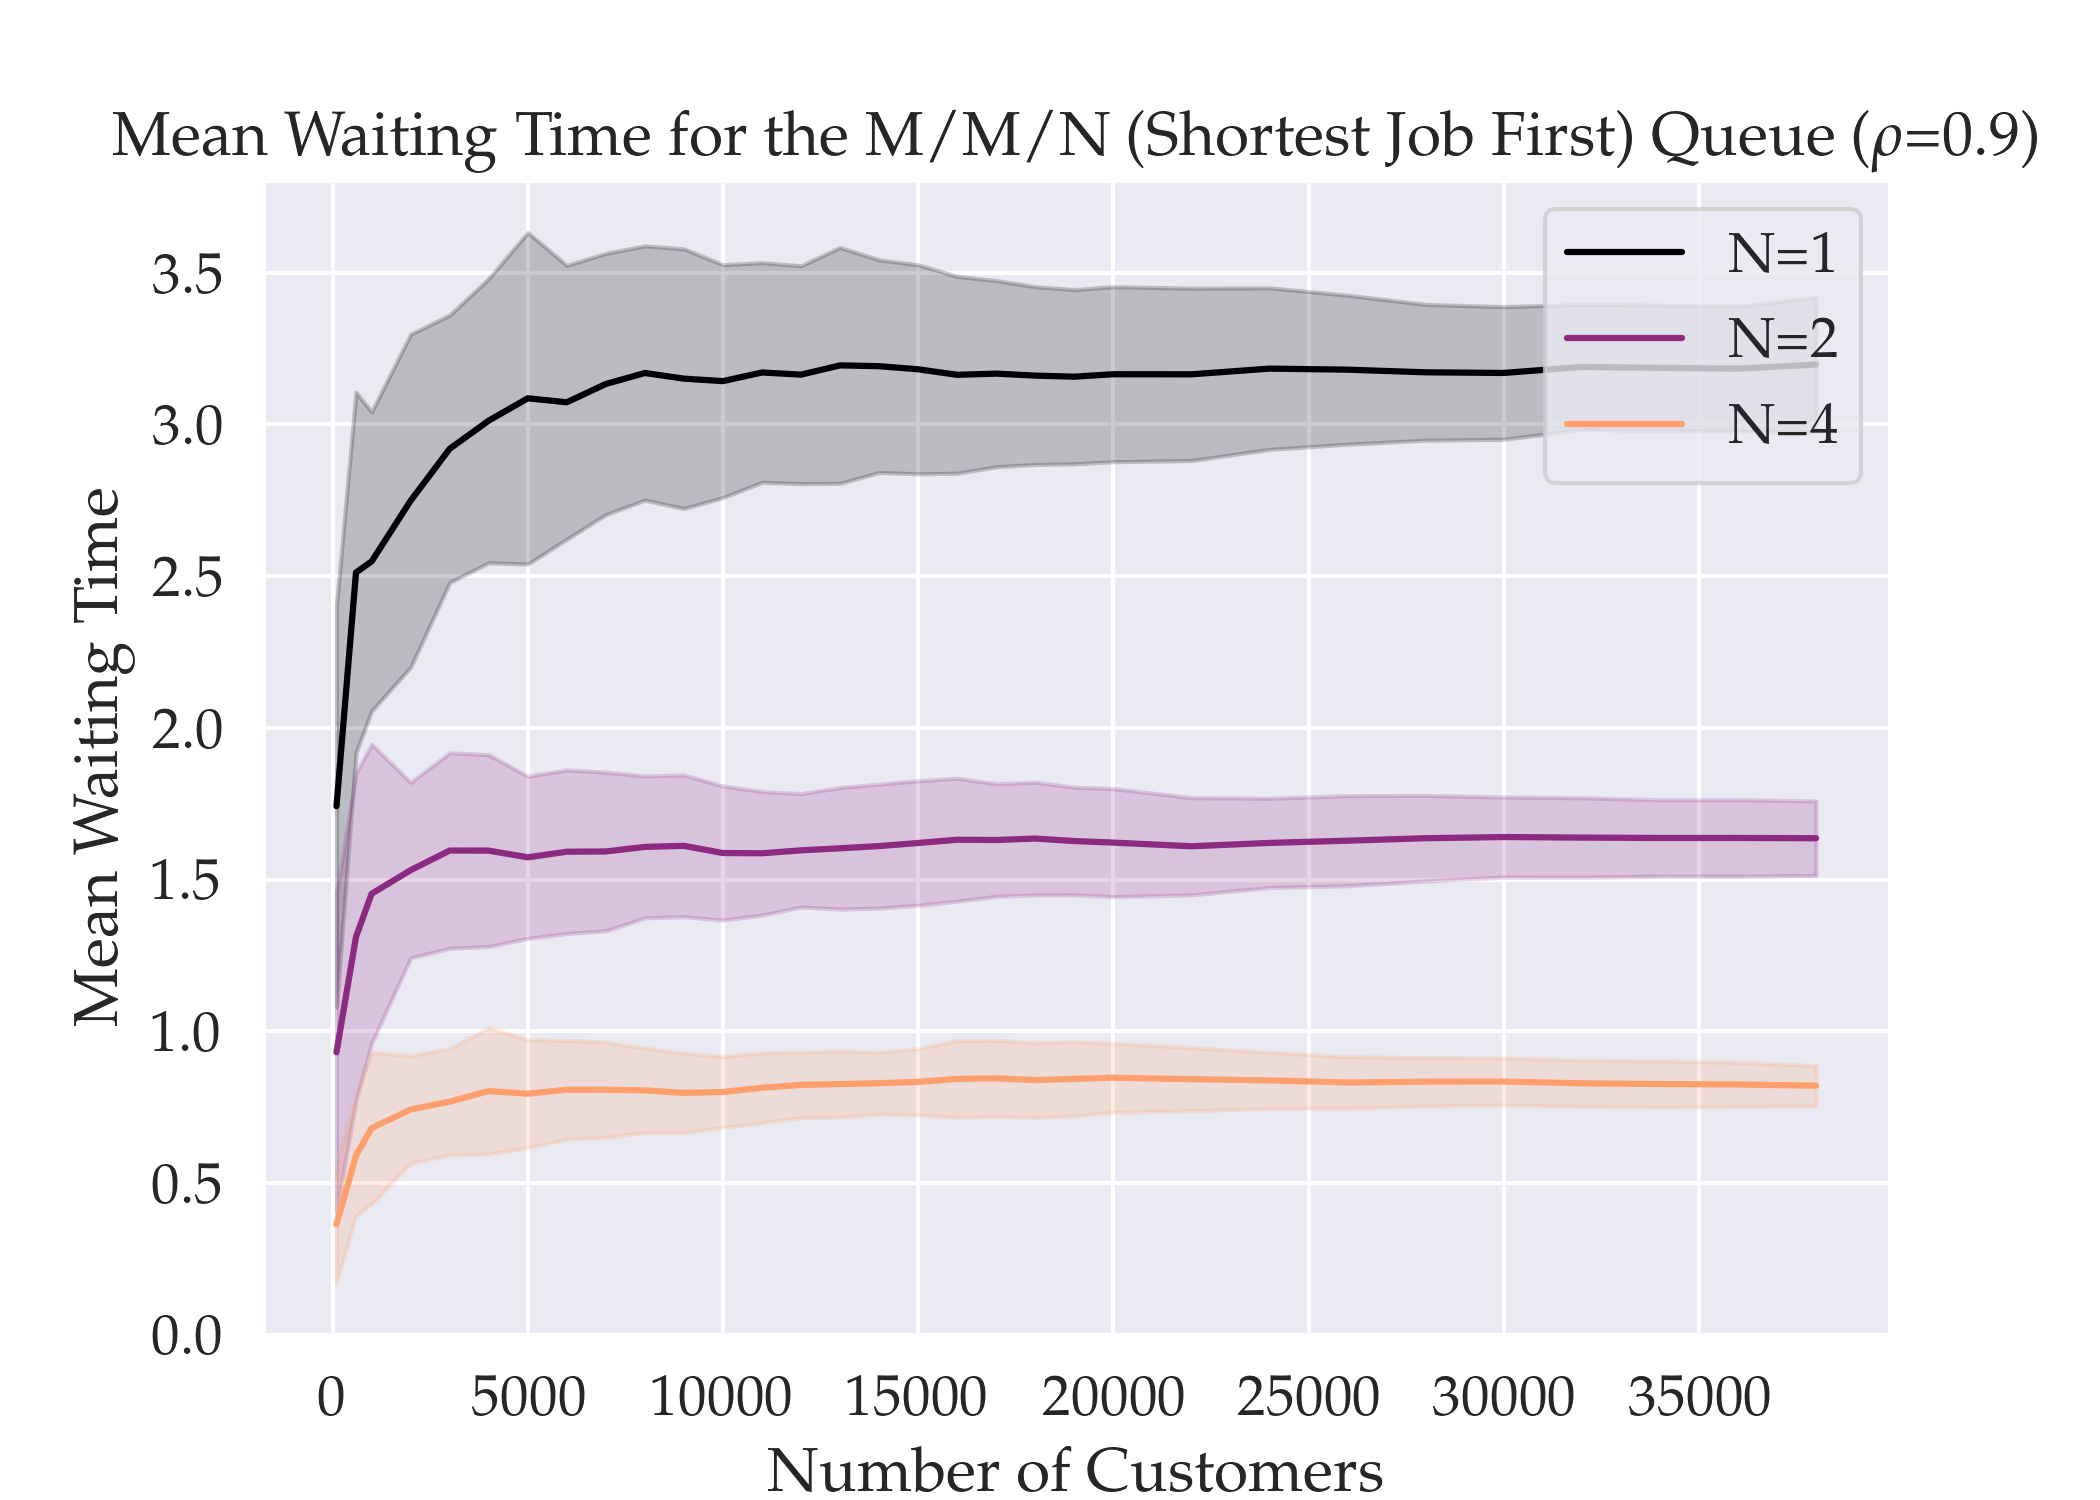 Mean Waiting Time for the M/M/N (Shortest Job First) Queue (ρ=0.9)
N=1
N=2
N=4
3.5
3.0
2.5
2.0
1.5
1.0
0.5
0.0
Mean Waiting Time
0 5000 10000 15000 20000 25000 30000 35000
Number of Customers